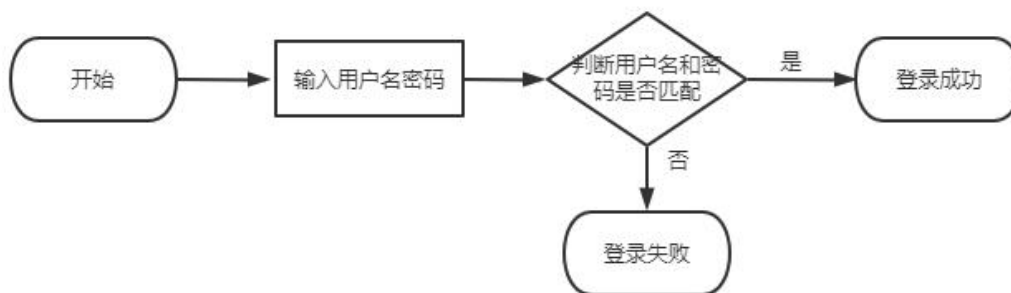 开始
输入用户名密码
判断用户名和密
码是否匹配
是
登录成功
否
登录失败